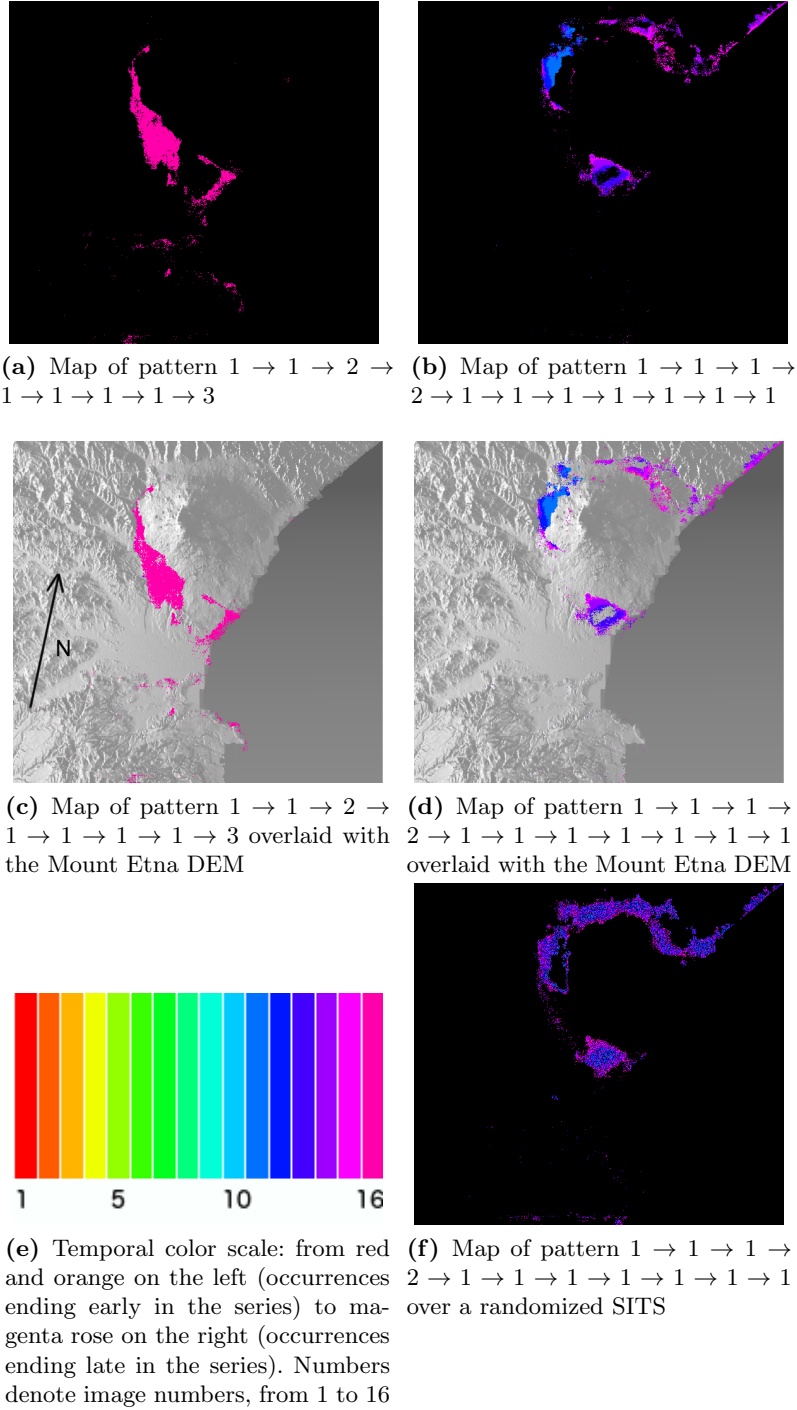 (a) Map of pattern 1 → 1 → 2 →
1 → 1 → 1 → 1 → 3
(b) Map of pattern 1 → 1 → 1 →
2 → 1 → 1 → 1 → 1 → 1 → 1 → 1
N
(c) Map of pattern 1 → 1 → 2 →
1 → 1 → 1 → 1 → 3 overlaid with
the Mount Etna DEM
(d) Map of pattern 1 → 1 → 1 →
2 → 1 → 1 → 1 → 1 → 1 → 1 → 1
overlaid with the Mount Etna DEM
1 5 10 16
(e) Temporal color scale: from red
and orange on the left (occurrences
ending early in the series) to ma-
genta rose on the right (occurrences
ending late in the series). Numbers
denote image numbers, from 1 to 16
(f) Map of pattern 1 → 1 → 1 →
2 → 1 → 1 → 1 → 1 → 1 → 1 → 1
over a randomized SITS